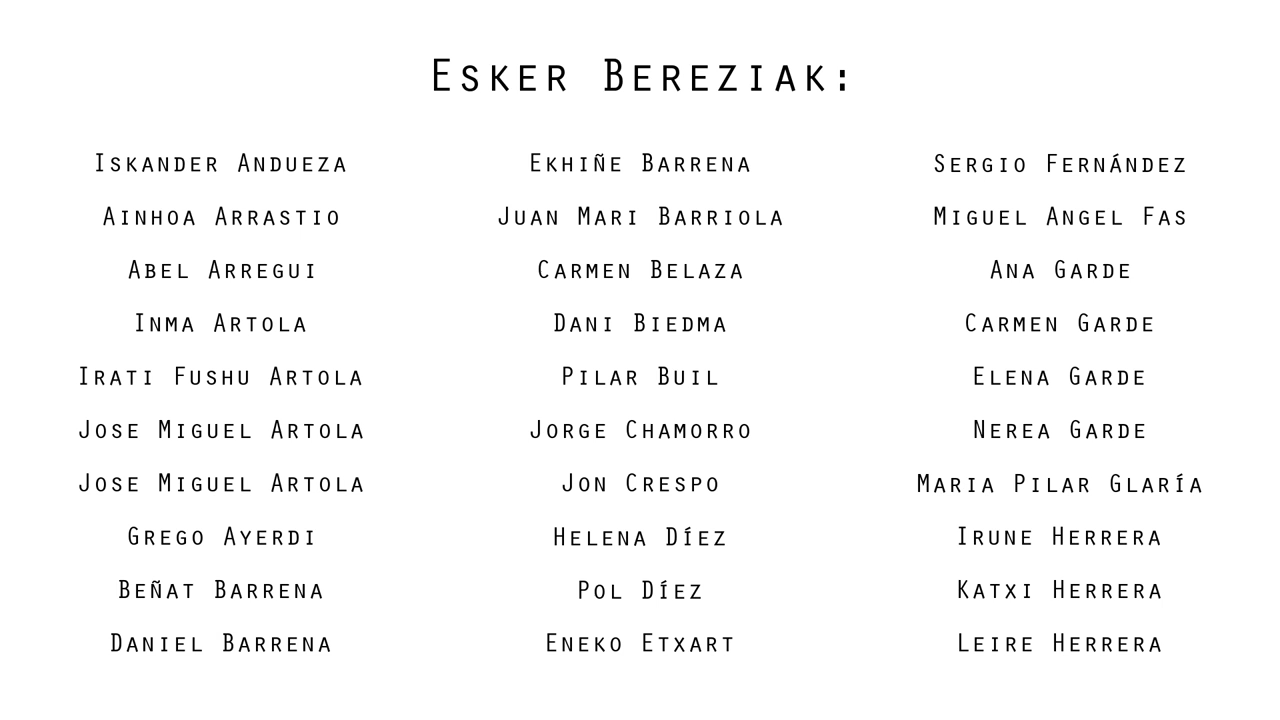 Esker Bereziak:
Iskander Andueza
Ainhoa Arrastio
Abel Arregui
Inma Artola
Irati Fushu Artola
Jose Miguel Artola
Jose Miguel Artola
Grego Ayerdi
Beñat Barrena
Daniel Barrena
Ekhiñe Barrena
Juan Mari Barriola
Carmen Belaza
Dani Biedma
Pilar Buil
Jorge Chamorro
Jon Crespo
Helena Díez
Pol Díez
Eneko Etxart
Sergio Fernández
Miguel Angel Fas
Ana Garde
Carmen Garde
Elena Garde
Nerea Garde
Maria Pilar Glaría
Irune Herrera
Katxi Herrera
Leire Herrera